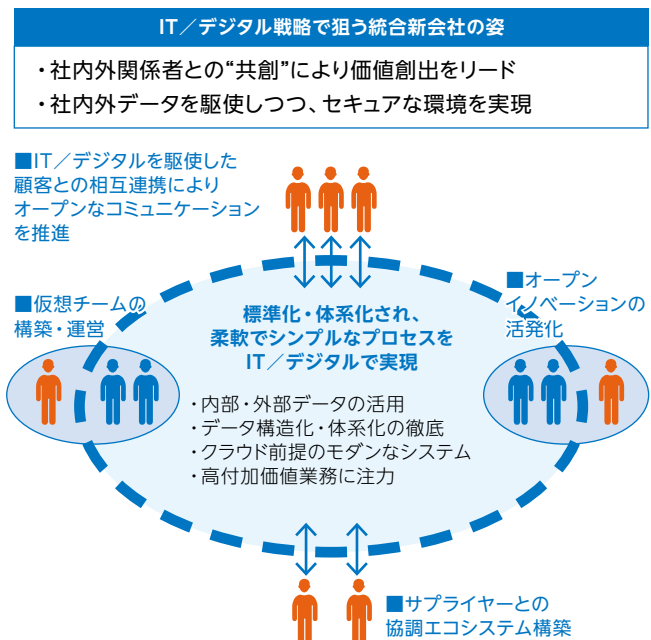 IT／デジタル戦略で狙う統合新会社の姿
・社内外関係者との“共創”により価値創出をリード
・社内外データを駆使しつつ、セキュアな環境を実現
■IT／デジタルを駆使した
顧客との相互連携により
オープンなコミュニケーション
を推進
■仮想チームの
構築・運営
■オープン
イノベーションの
活発化
標準化・体系化され、
柔軟でシンプルなプロセスを
IT／デジタルで実現
・内部・外部データの活用
・データ構造化・体系化の徹底
・クラウド前提のモダンなシステム
・高付加価値業務に注力
■サプライヤーとの
協調エコシステム構築